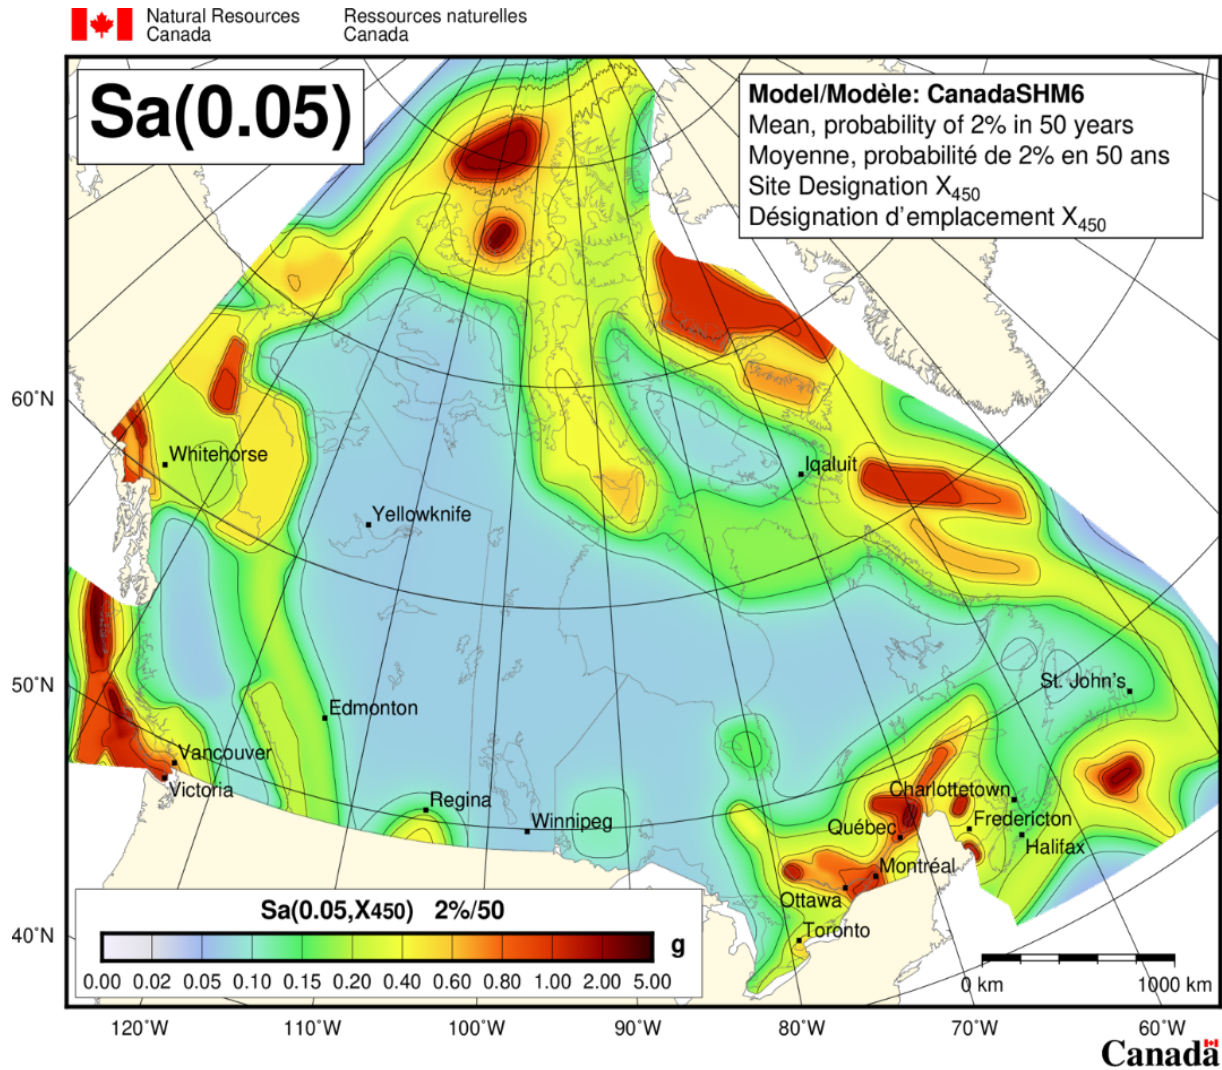 Natural Resources Ressources naturelles
Canada Canada
Sa(0.05)
Model/Modèle: CanadaSHM6
Mean, probability of 2% in 50 years
Moyenne, probabilité de 2% en 50 ans
Site Designation X450
Désignation d'emplacement X450
60°N
50°N
40°N
Whitehorse
Yellowknife
Iqaluit
Edmonton
St. John's
Vancouver
Victoria
Regina
Winnipeg
Charlottetown
Fredericton
Québec
Halifax
Montréal
Ottawa
Toronto
Sa(0.05,X450) 2%/50
g
0.00 0.02 0.05 0.10 0.15 0.20 0.40 0.60 0.80 1.00 2.00 5.00
0 km 1000 km
120°W 110°W 100°W 90°W 80°W 70°W 60°W
Canada